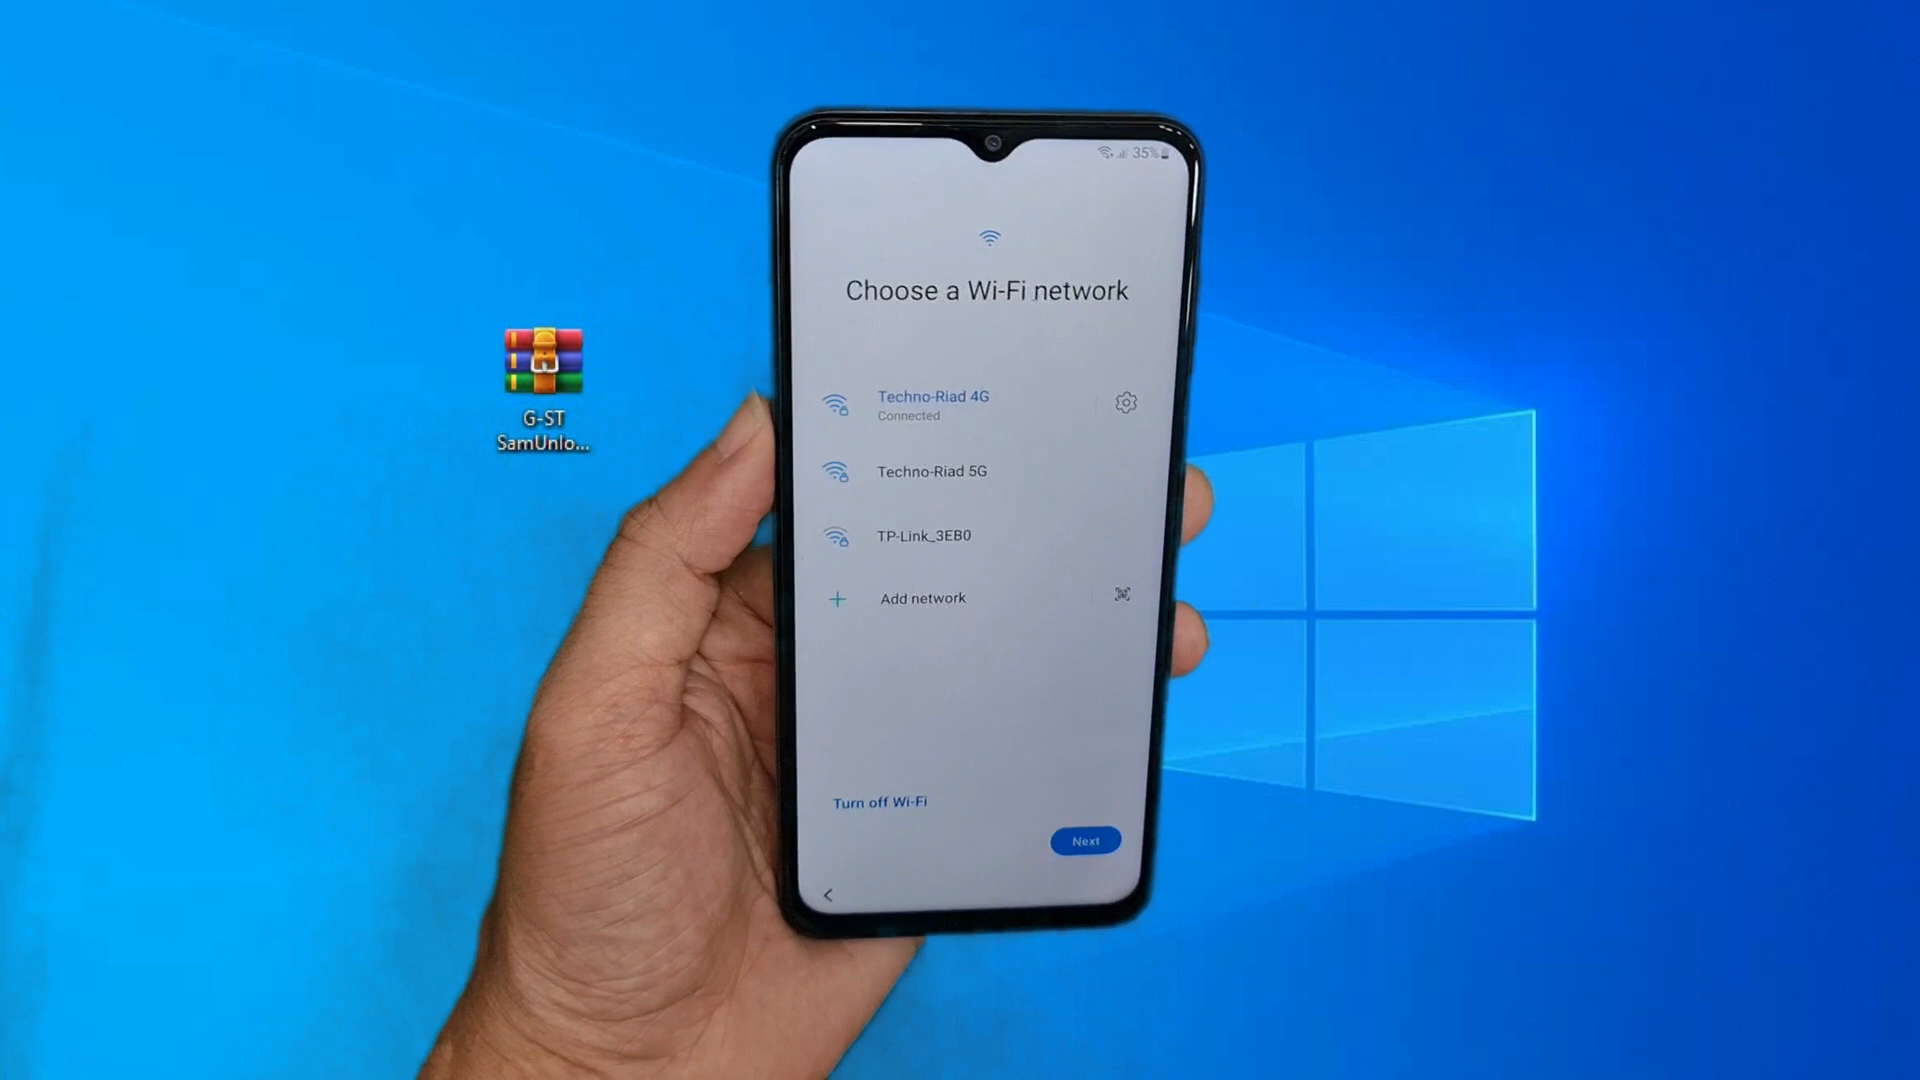 35%
Choose a Wi-Fi network
Techno-Riad 4G
Connected
Techno-Riad 5G
TP-Link_3EB0
Add network
Turn off Wi-Fi
Next
G-ST
SamUnlo...